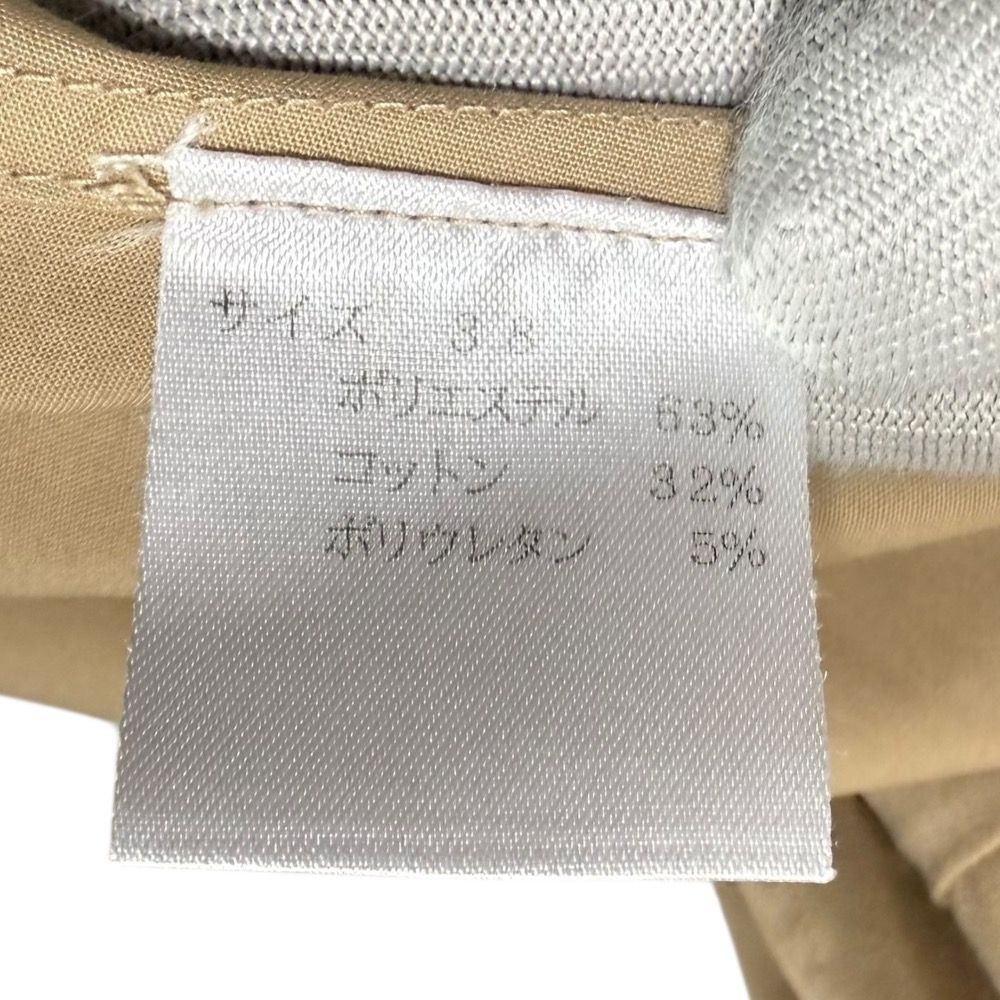 サイズ 38
ポリエステル 63%
コットン 32%
ポリウレタン 5%